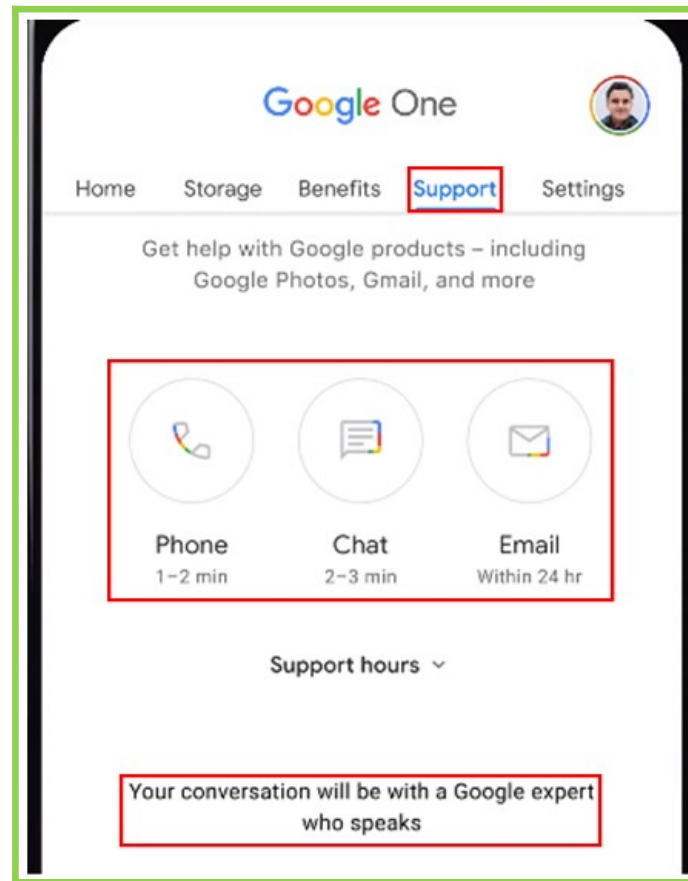 Google One
Home Storage Benefits Support Settings
Get help with Google products – including
Google Photos, Gmail, and more
Phone Chat Email
1–2 min 2–3 min Within 24 hr
Support hours
Your conversation will be with a Google expert
who speaks